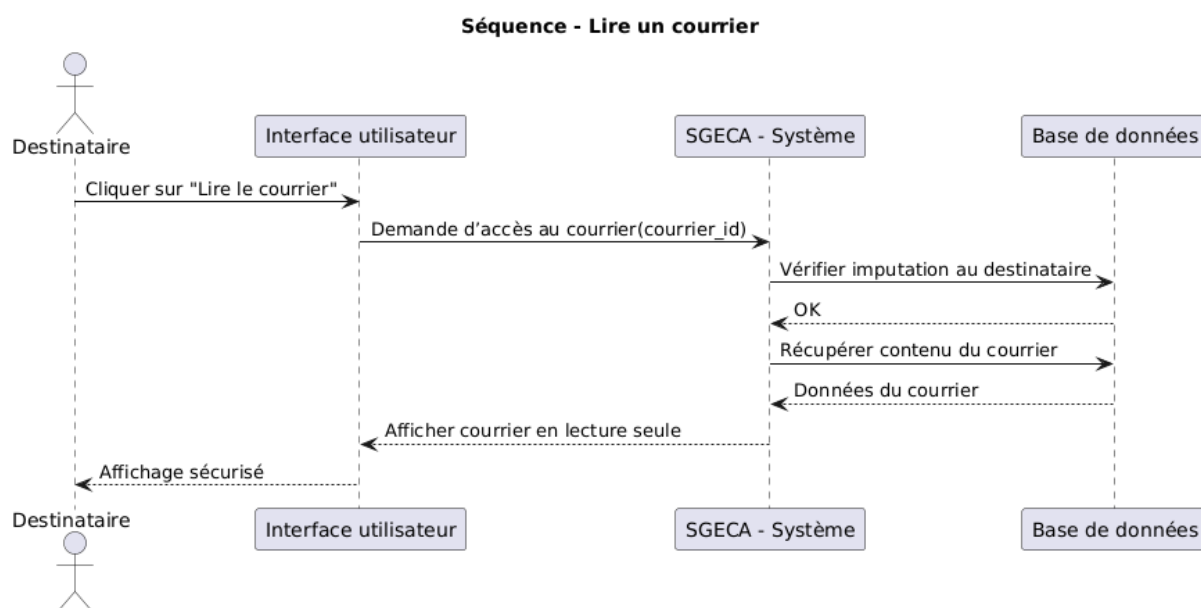 Séquence - Lire un courrier
Destinataire
Interface utilisateur
SGECA - Système
Base de données
Cliquer sur "Lire le courrier"
Demande d’accès au courrier(courrier_id)
Vérifier imputation au destinataire
OK
Récupérer contenu du courrier
Données du courrier
Afficher courrier en lecture seule
Affichage sécurisé
Destinataire
Interface utilisateur
SGECA - Système
Base de données